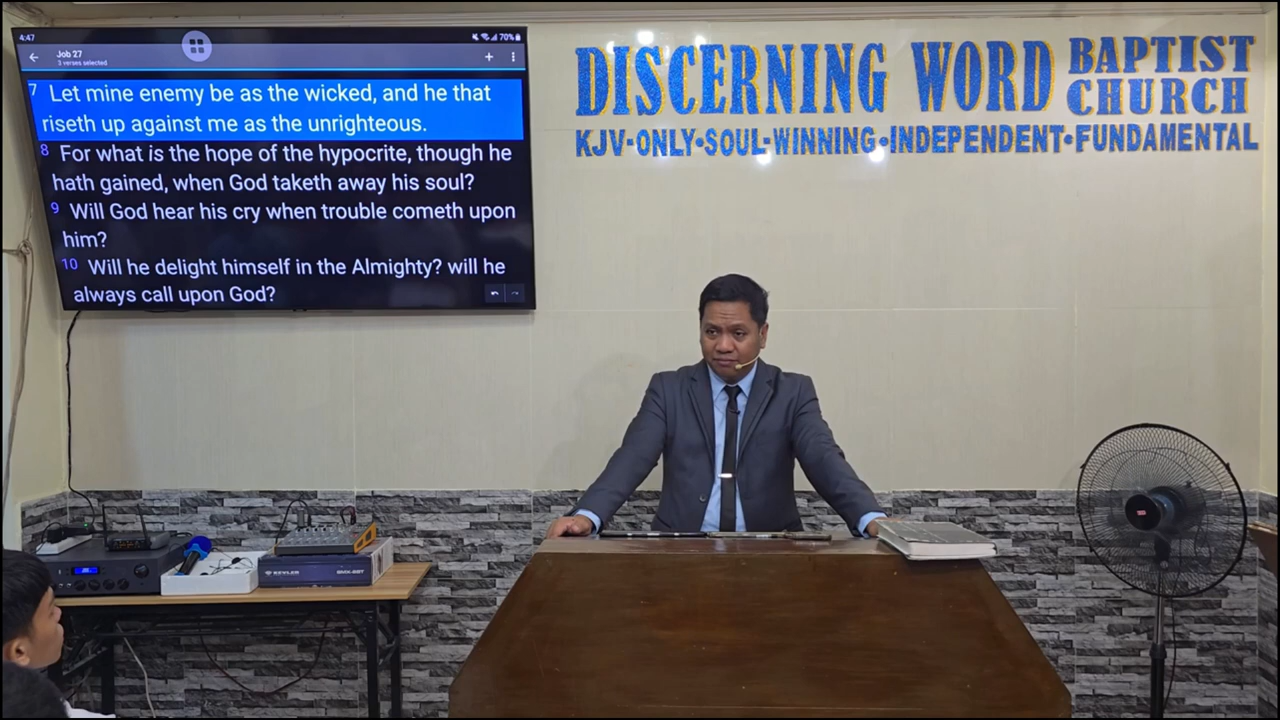 4:47
70%
Job 27
3 verses selected
7 Let mine enemy be as the wicked, and he that
riseth up against me as the unrighteous.
8 For what is the hope of the hypocrite, though he
hath gained, when God taketh away his soul?
9 Will God hear his cry when trouble cometh upon
him?
10 Will he delight himself in the Almighty? will he
always call upon God?
DISCERNING WORD BAPTIST
CHURCH
KJV-ONLY•SOUL-WINNING•INDEPENDENT•FUNDAMENTAL
KEVLER